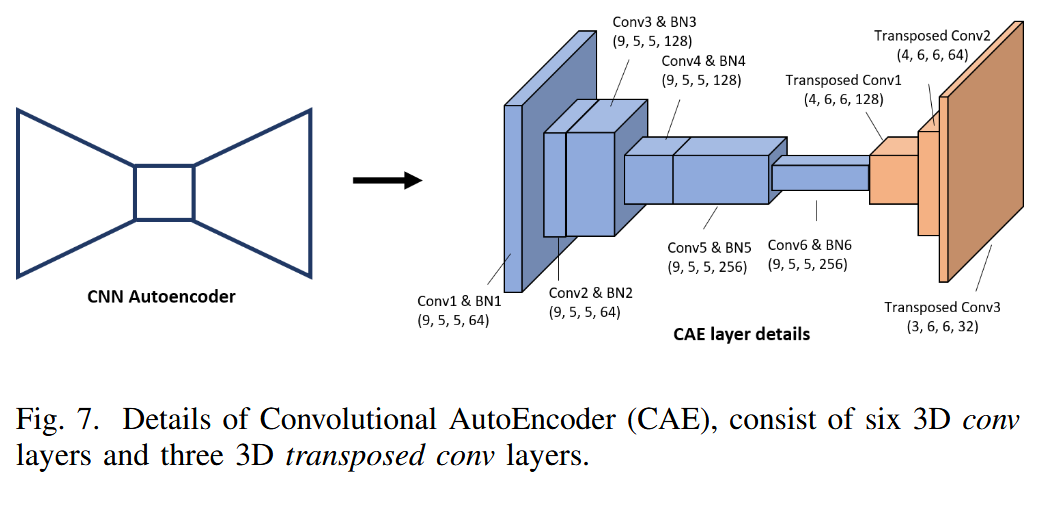 Conv3 & BN3
(9, 5, 5, 128)
Conv4 & BN4
(9, 5, 5, 128)
Transposed Conv2
(4, 6, 6, 64)
Transposed Conv1
(4, 6, 6, 128)
CNN Autoencoder
Conv1 & BN1
(9, 5, 5, 64)
Conv2 & BN2
(9, 5, 5, 64)
Conv5 & BN5
(9, 5, 5, 256)
Conv6 & BN6
(9, 5, 5, 256)
Transposed Conv3
(3, 6, 6, 32)
CAE layer details
Fig. 7. Details of Convolutional AutoEncoder (CAE), consist of six 3D conv
layers and three 3D transposed conv layers.